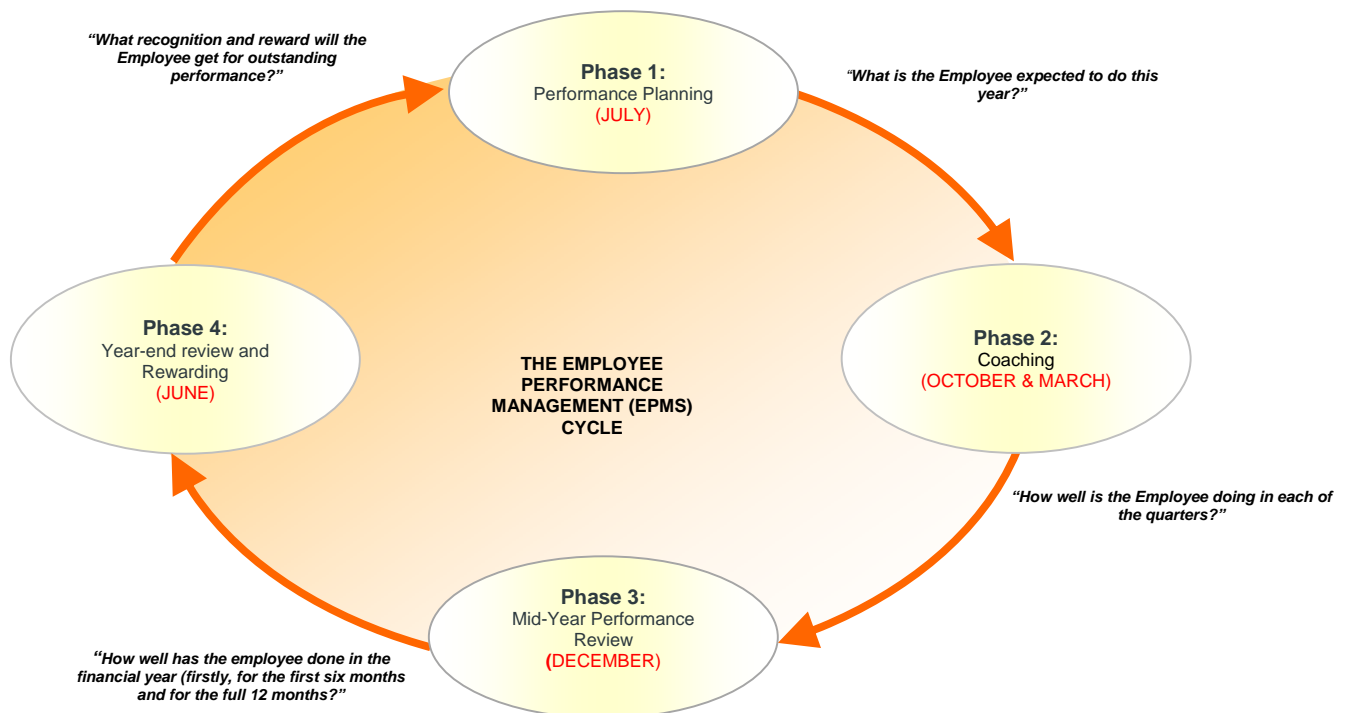 “What recognition and reward will the
Employee get for outstanding
performance?”
Phase 1:
Performance Planning
(JULY)
“What is the Employee expected to do this
year?”
Phase 4:
Year-end review and
Rewarding
(JUNE)
THE EMPLOYEE
PERFORMANCE
MANAGEMENT (EPMS)
CYCLE
Phase 2:
Coaching
(OCTOBER & MARCH)
“How well is the Employee doing in each of
the quarters?”
Phase 3:
Mid-Year Performance
Review
(DECEMBER)
“How well has the employee done in the
financial year (firstly, for the first six months
and for the full 12 months?”